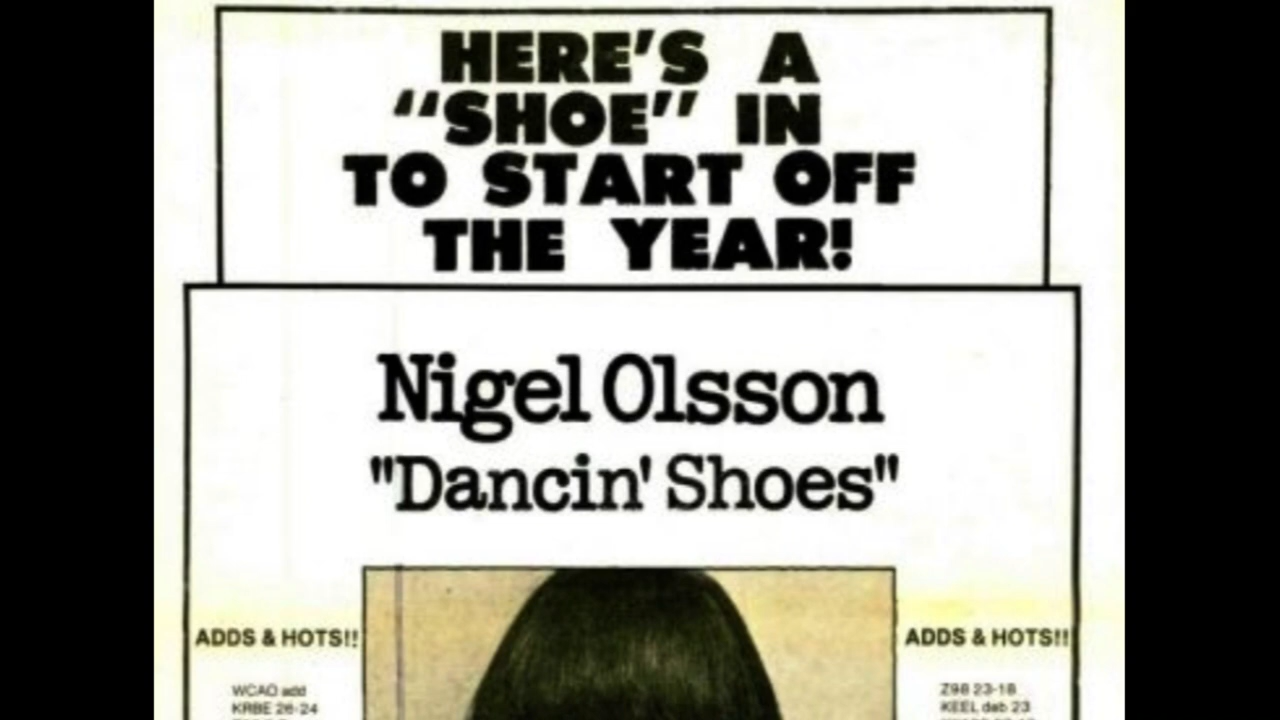 HERE'S A
"SHOE" IN
TO START OFF
THE YEAR!
Nigel Olsson
"Dancin' Shoes"
ADDS & HOTS!!
WCAO add
KRBE 26-24
ADDS & HOTS!!
Z98 23-18
KEEL deb 23